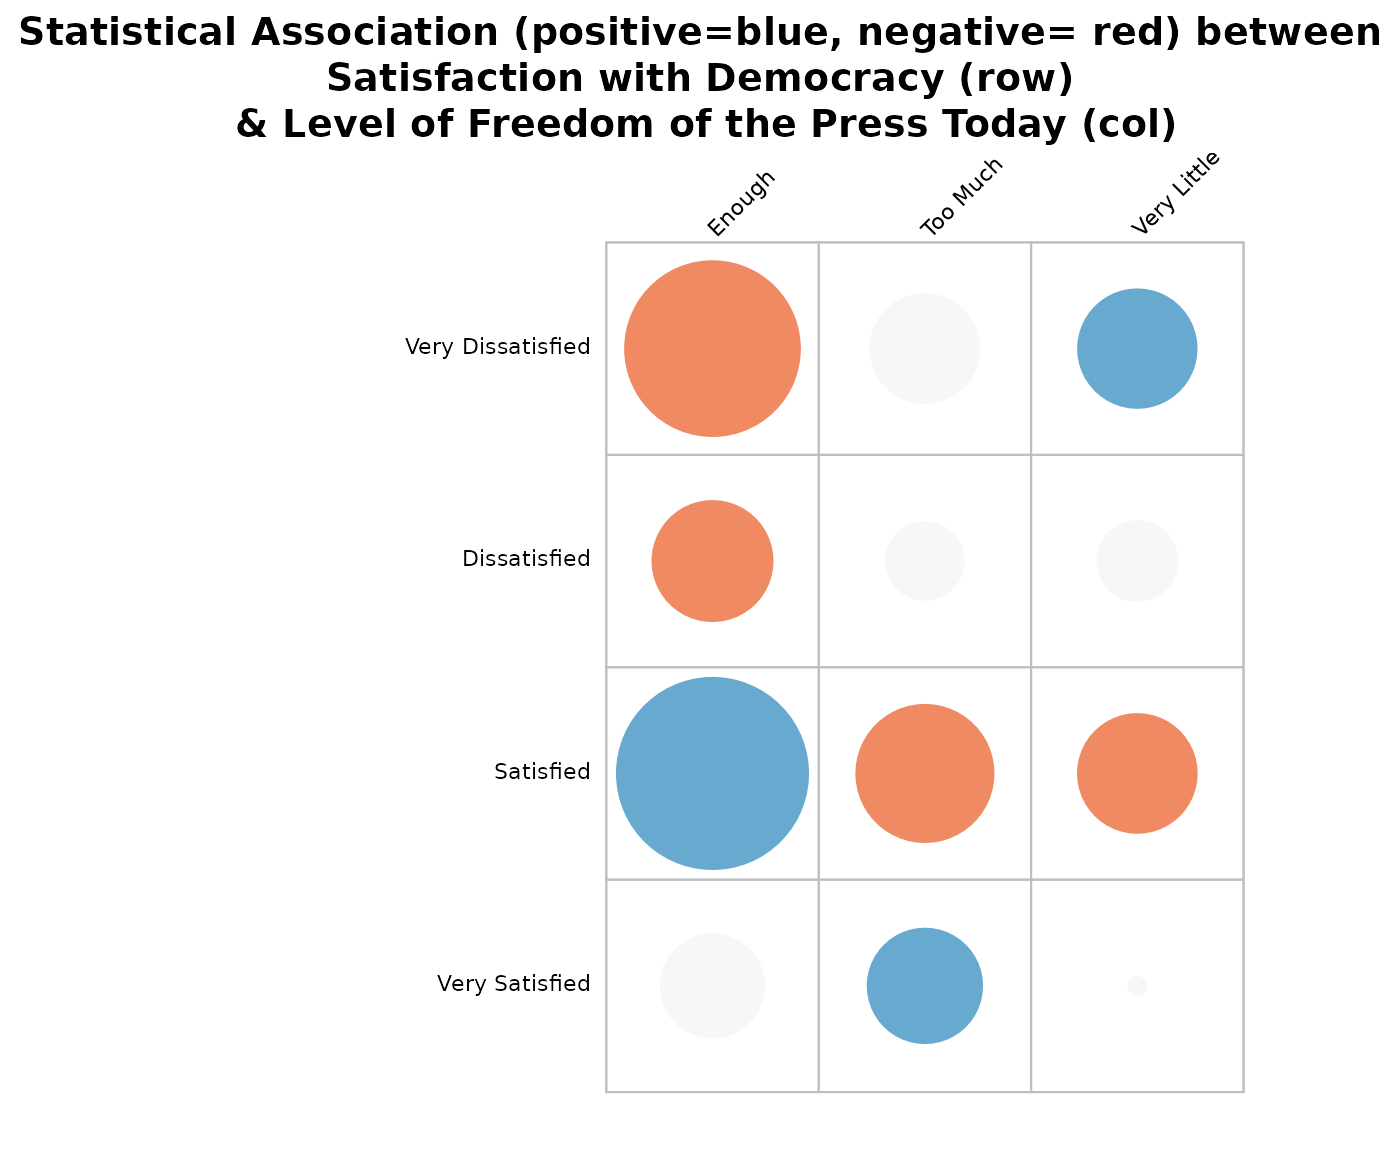 Statistical Association (positive=blue, negative= red) between
Satisfaction with Democracy (row)
& Level of Freedom of the Press Today (col)
Enough
Too Much
Very Little
Very Dissatisfied
Dissatisfied
Satisfied
Very Satisfied